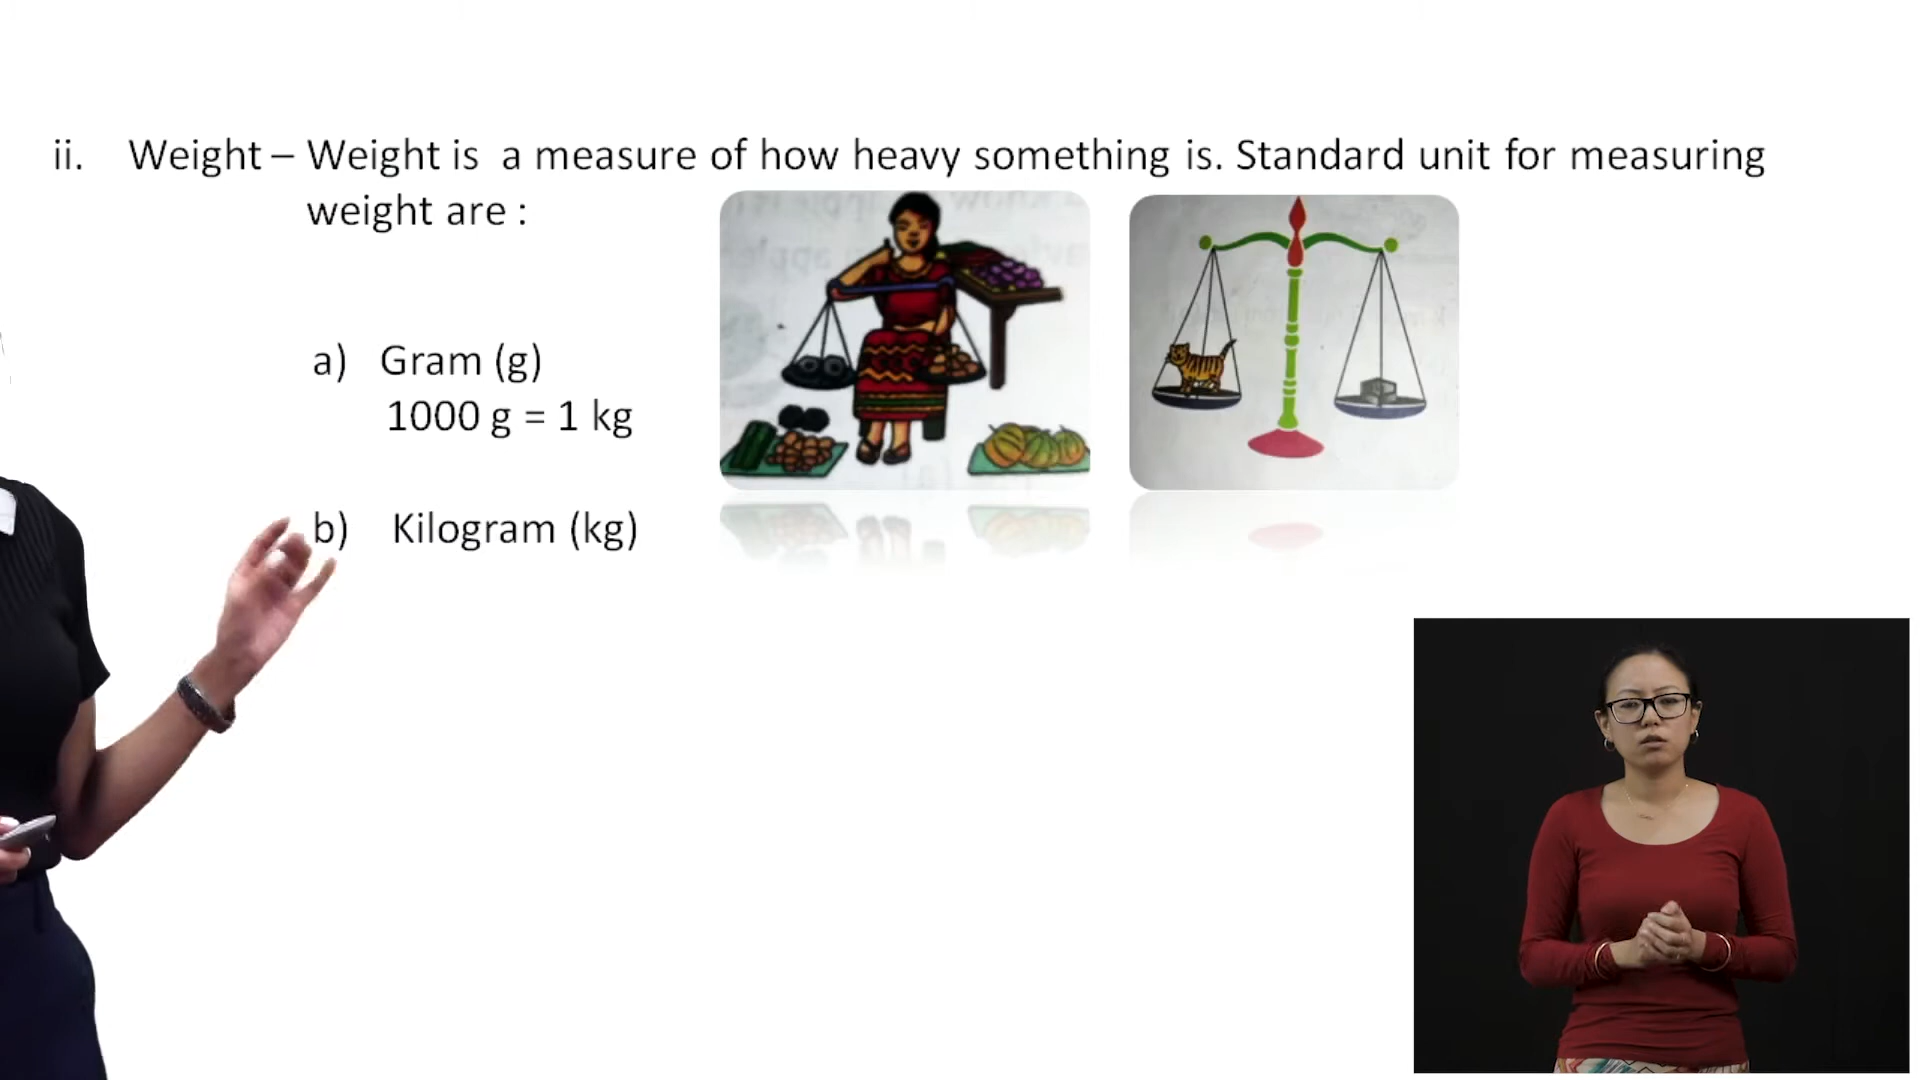 ii. Weight – Weight is a measure of how heavy something is. Standard unit for measuring
weight are :
a) Gram (g)
1000 g = 1 kg
b) Kilogram (kg)